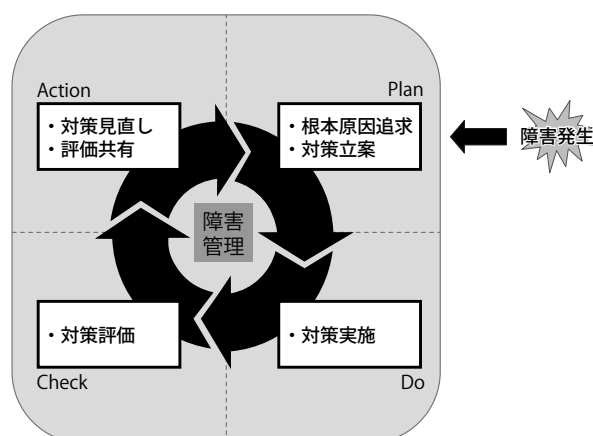 Action
・対策見直し
・評価共有
Plan
・根本原因追求
・対策立案
障害発生
障害
管理
・対策評価
Check
・対策実施
Do